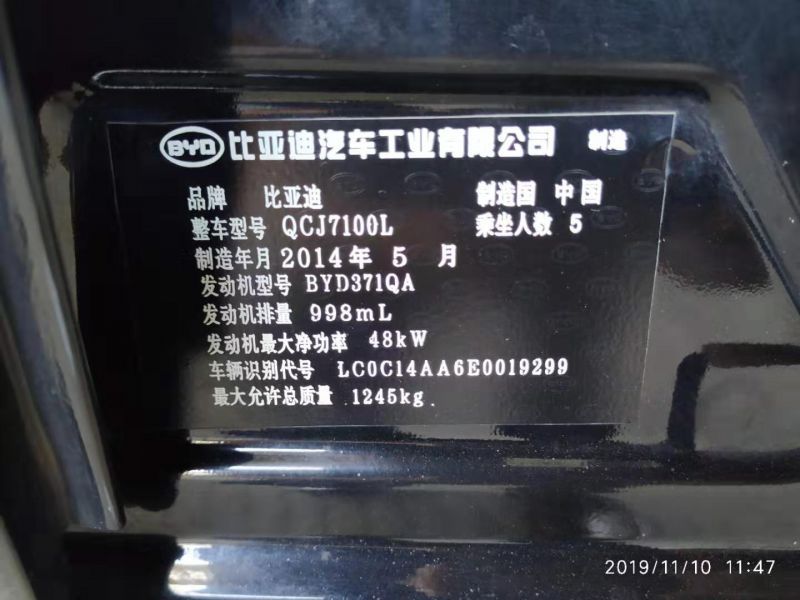 BYD 比亚迪汽车工业有限公司 制造
品牌 比亚迪 制造国 中国
整车型号 QCJ7100L 乘坐人数 5
制造年月 2014年 5 月
发动机型号 BYD371QA
发动机排量 998mL
发动机最大净功率 48kW
车辆识别代号 LC0C14AA6E0019299
最大允许总质量 1245kg
2019/11/10 11:47